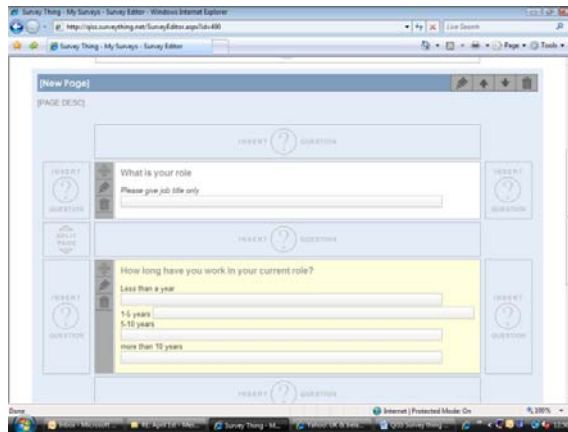 Survey Thing - My Surveys - Survey Editor - Windows Internet Explorer
Live Search
Survey Thing - My Surveys - Survey Editor
Page
Tools
[New Page]
[PAGE DESC]
INSERT QUESTION
INSERT
QUESTION
What is your role
Please give job title only
INSERT
QUESTION
SPLIT
PAGE
INSERT QUESTION
INSERT
QUESTION
How long have you work in your current role?
Less than a year
1-5 years
5-10 years
more than 10 years
INSERT
QUESTION
INSERT QUESTION
Done
Internet | Protected Mode: On
100%
Inbox - Microsoft ...
Survey Thing - M...